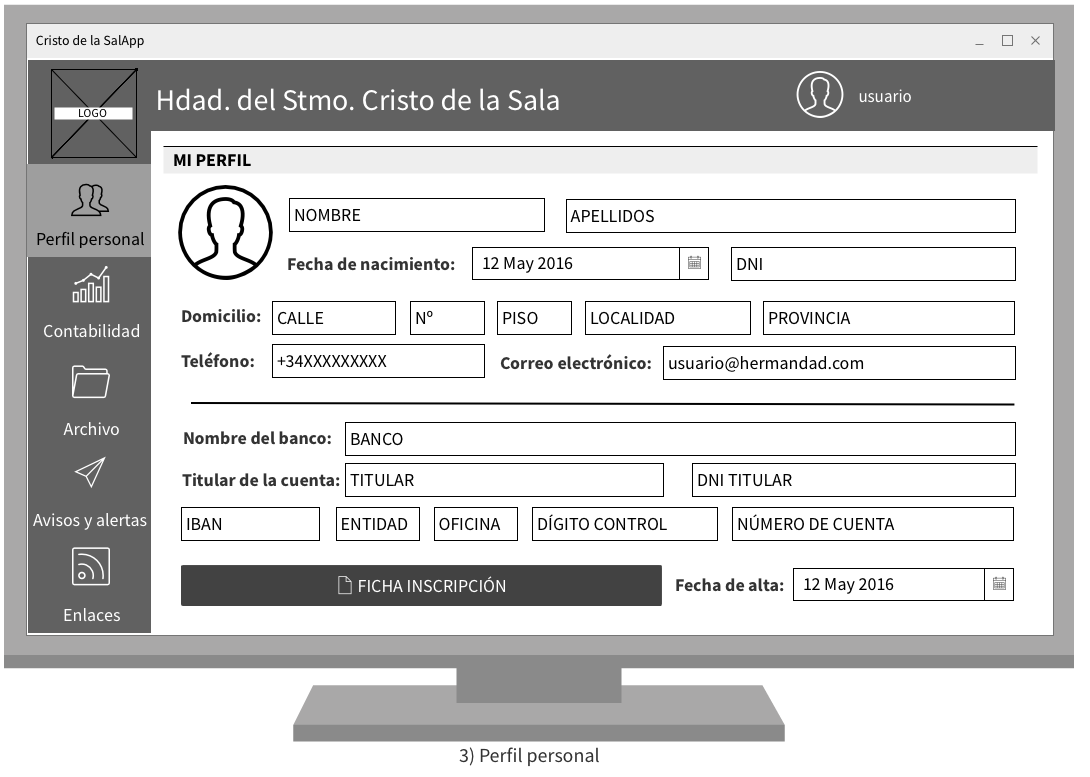 Cristo de la SalApp
LOGO
Hdad. del Stmo. Cristo de la Sala
usuario
MI PERFIL
Perfil personal
Contabilidad
Archivo
Avisos y alertas
Enlaces
NOMBRE
APELLIDOS
Fecha de nacimiento: 12 May 2016
DNI
Domicilio: CALLE Nº PISO LOCALIDAD PROVINCIA
Teléfono: +34XXXXXXXXX Correo electrónico: usuario@hermandad.com
Nombre del banco: BANCO
Titular de la cuenta: TITULAR DNI TITULAR
IBAN ENTIDAD OFICINA DÍGITO CONTROL NÚMERO DE CUENTA
FICHA INSCRIPCIÓN Fecha de alta: 12 May 2016
3) Perfil personal